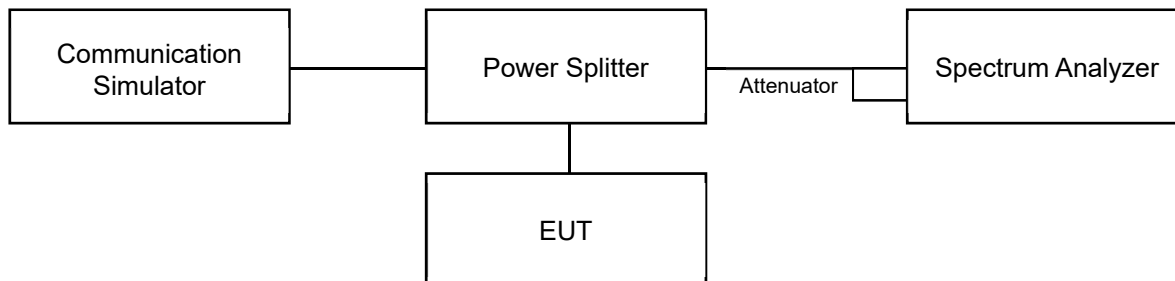 Communication
Simulator
Power Splitter
Attenuator
Spectrum Analyzer
EUT